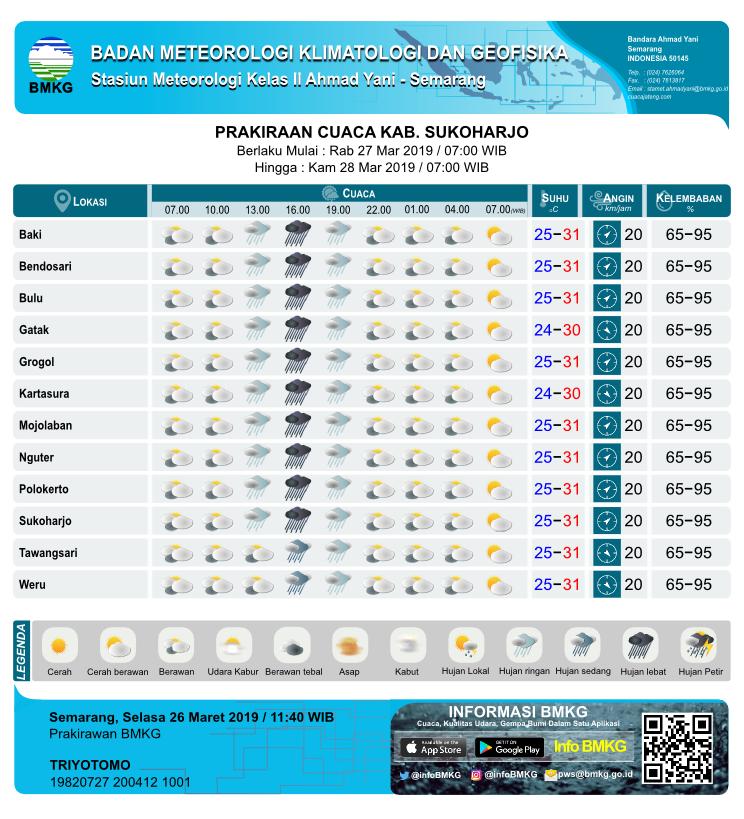 BMKG
BADAN METEOROLOGI KLIMATOLOGI DAN GEOFISIKA
Stasiun Meteorologi Kelas II Ahmad Yani - Semarang
Bandara Ahmad Yani
Semarang
INDONESIA 50145
Telp. : (024) 7626064
Fax. : (024) 7613817
Email : stamet.ahmadyani@bmkg.go.id
cuacajateng.com
PRAKIRAAN CUACA KAB. SUKOHARJO
Berlaku Mulai : Rab 27 Mar 2019 / 07:00 WIB
Hingga : Kam 28 Mar 2019 / 07:00 WIB
LOKASI CUACA SUHU °C ANGIN km/jam KELEMBABAN %
07.00 10.00 13.00 16.00 19.00 22.00 01.00 04.00 07.00 (WIB)
Baki 25-31 20 65-95
Bendosari 25-31 20 65-95
Bulu 25-31 20 65-95
Gatak 24-30 20 65-95
Grogol 25-31 20 65-95
Kartasura 24-30 20 65-95
Mojolaban 25-31 20 65-95
Nguter 25-31 20 65-95
Polokerto 25-31 20 65-95
Sukoharjo 25-31 20 65-95
Tawangsari 25-31 20 65-95
Weru 25-31 20 65-95
LEGENDA
Cerah Cerah berawan Berawan Udara Kabur Berawan tebal Asap Kabut Hujan Lokal Hujan ringan Hujan sedang Hujan lebat Hujan Petir
Semarang, Selasa 26 Maret 2019 / 11:40 WIB
Prakirawan BMKG
TRIYOTOMO
19820727 200412 1001
INFORMASI BMKG
Cuaca, Kualitas Udara, Gempa Bumi Dalam Satu Aplikasi
Available on the App Store
GET IT ON Google Play
Info BMKG
@infoBMKG @infoBMKG pws@bmkg.go.id